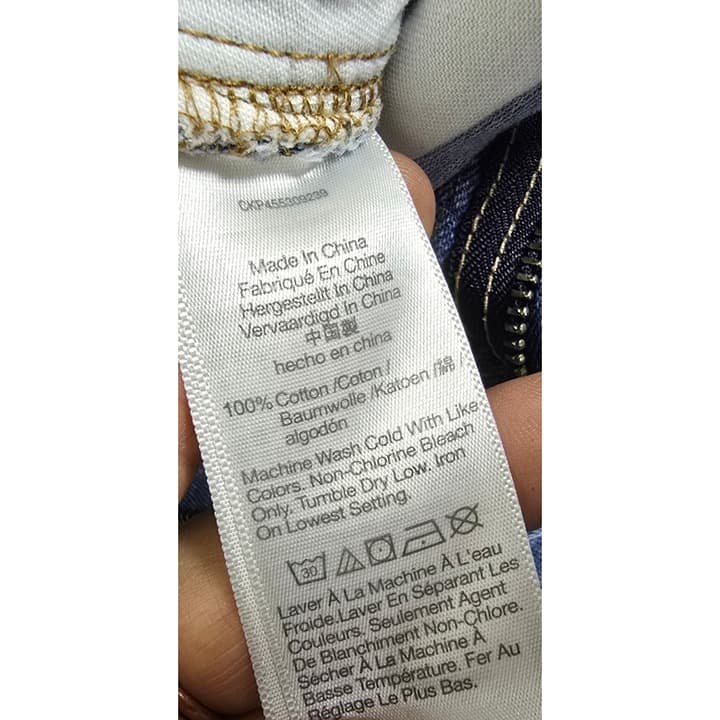 CKP455309239
Made In China
Fabriqué En Chine
Hergestellt In China
Vervaardigd In China
中国製
hecho en china
100% Cotton /Coton /
Baumwolle /Katoen /綿 /
algodón
Machine Wash Cold With Like
Colors. Non-Chlorine Bleach
Only. Tumble Dry Low. Iron
On Lowest Setting.
30
Laver À La Machine À L'eau
Froide.Laver En Séparant Les
Couleurs. Seulement Agent
De Blanchiment Non-Chlore.
Sécher À La Machine À
Basse Température. Fer Au
Réglage Le Plus Bas.